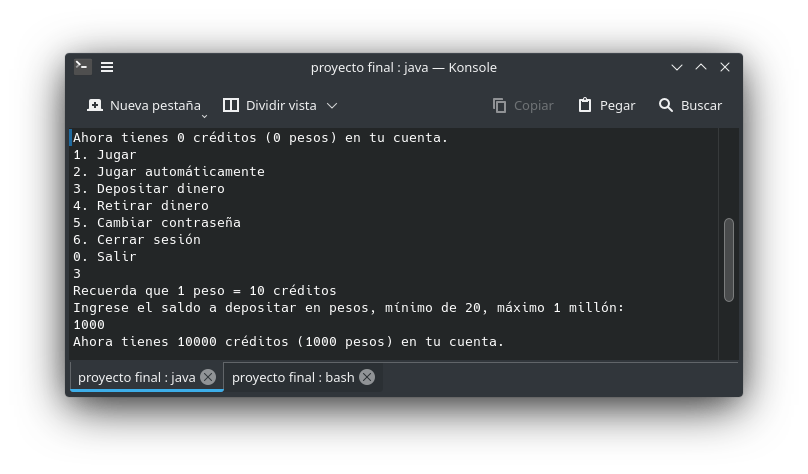 proyecto final : java — Konsole
Nueva pestaña Dividir vista Copiar Pegar Buscar
Ahora tienes 0 créditos (0 pesos) en tu cuenta.
1. Jugar
2. Jugar automáticamente
3. Depositar dinero
4. Retirar dinero
5. Cambiar contraseña
6. Cerrar sesión
0. Salir
3
Recuerda que 1 peso = 10 créditos
Ingrese el saldo a depositar en pesos, mínimo de 20, máximo 1 millón:
1000
Ahora tienes 10000 créditos (1000 pesos) en tu cuenta.
proyecto final : java proyecto final : bash